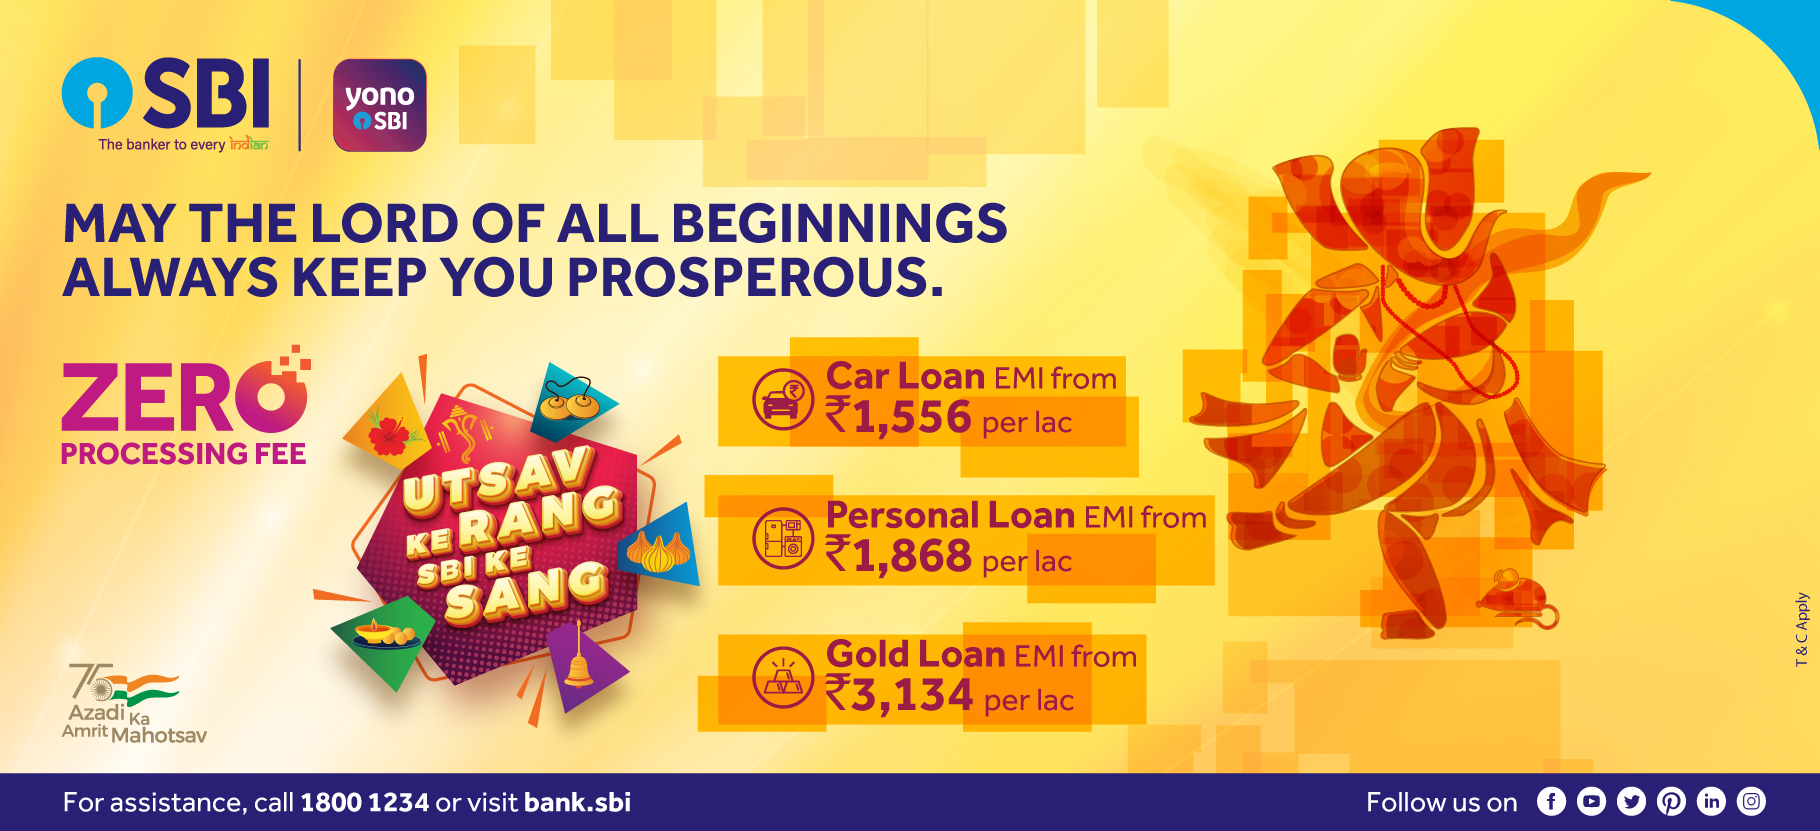 SBI
The banker to every indian
yono
SBI
MAY THE LORD OF ALL BEGINNINGS
ALWAYS KEEP YOU PROSPEROUS.
ZERO
PROCESSING FEE
UTSAV
KE RANG
SBI KE
SANG
Car Loan EMI from
₹1,556 per lac
Personal Loan EMI from
₹1,868 per lac
Gold Loan EMI from
₹3,134 per lac
75
Azadi Ka
Amrit Mahotsav
T & C Apply
For assistance, call 1800 1234 or visit bank.sbi
Follow us on